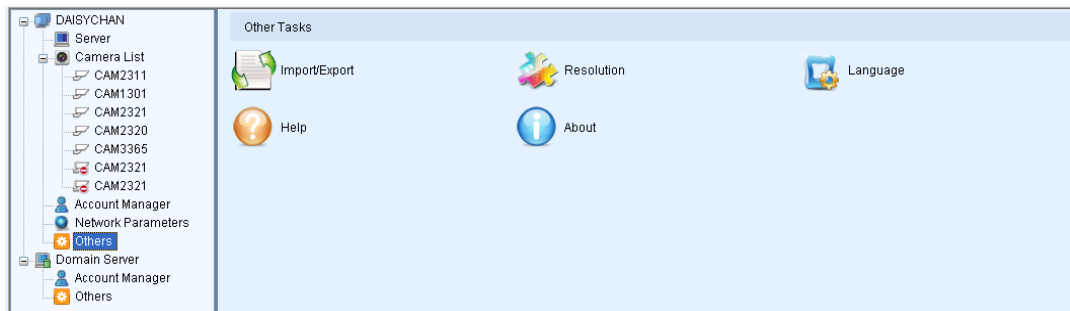 DAISYCHAN
Server
Camera List
CAM2311
CAM1301
CAM2321
CAM2320
CAM3365
CAM2321
CAM2321
Account Manager
Network Parameters
Others
Domain Server
Account Manager
Others
Other Tasks
Import/Export
Resolution
Language
Help
About